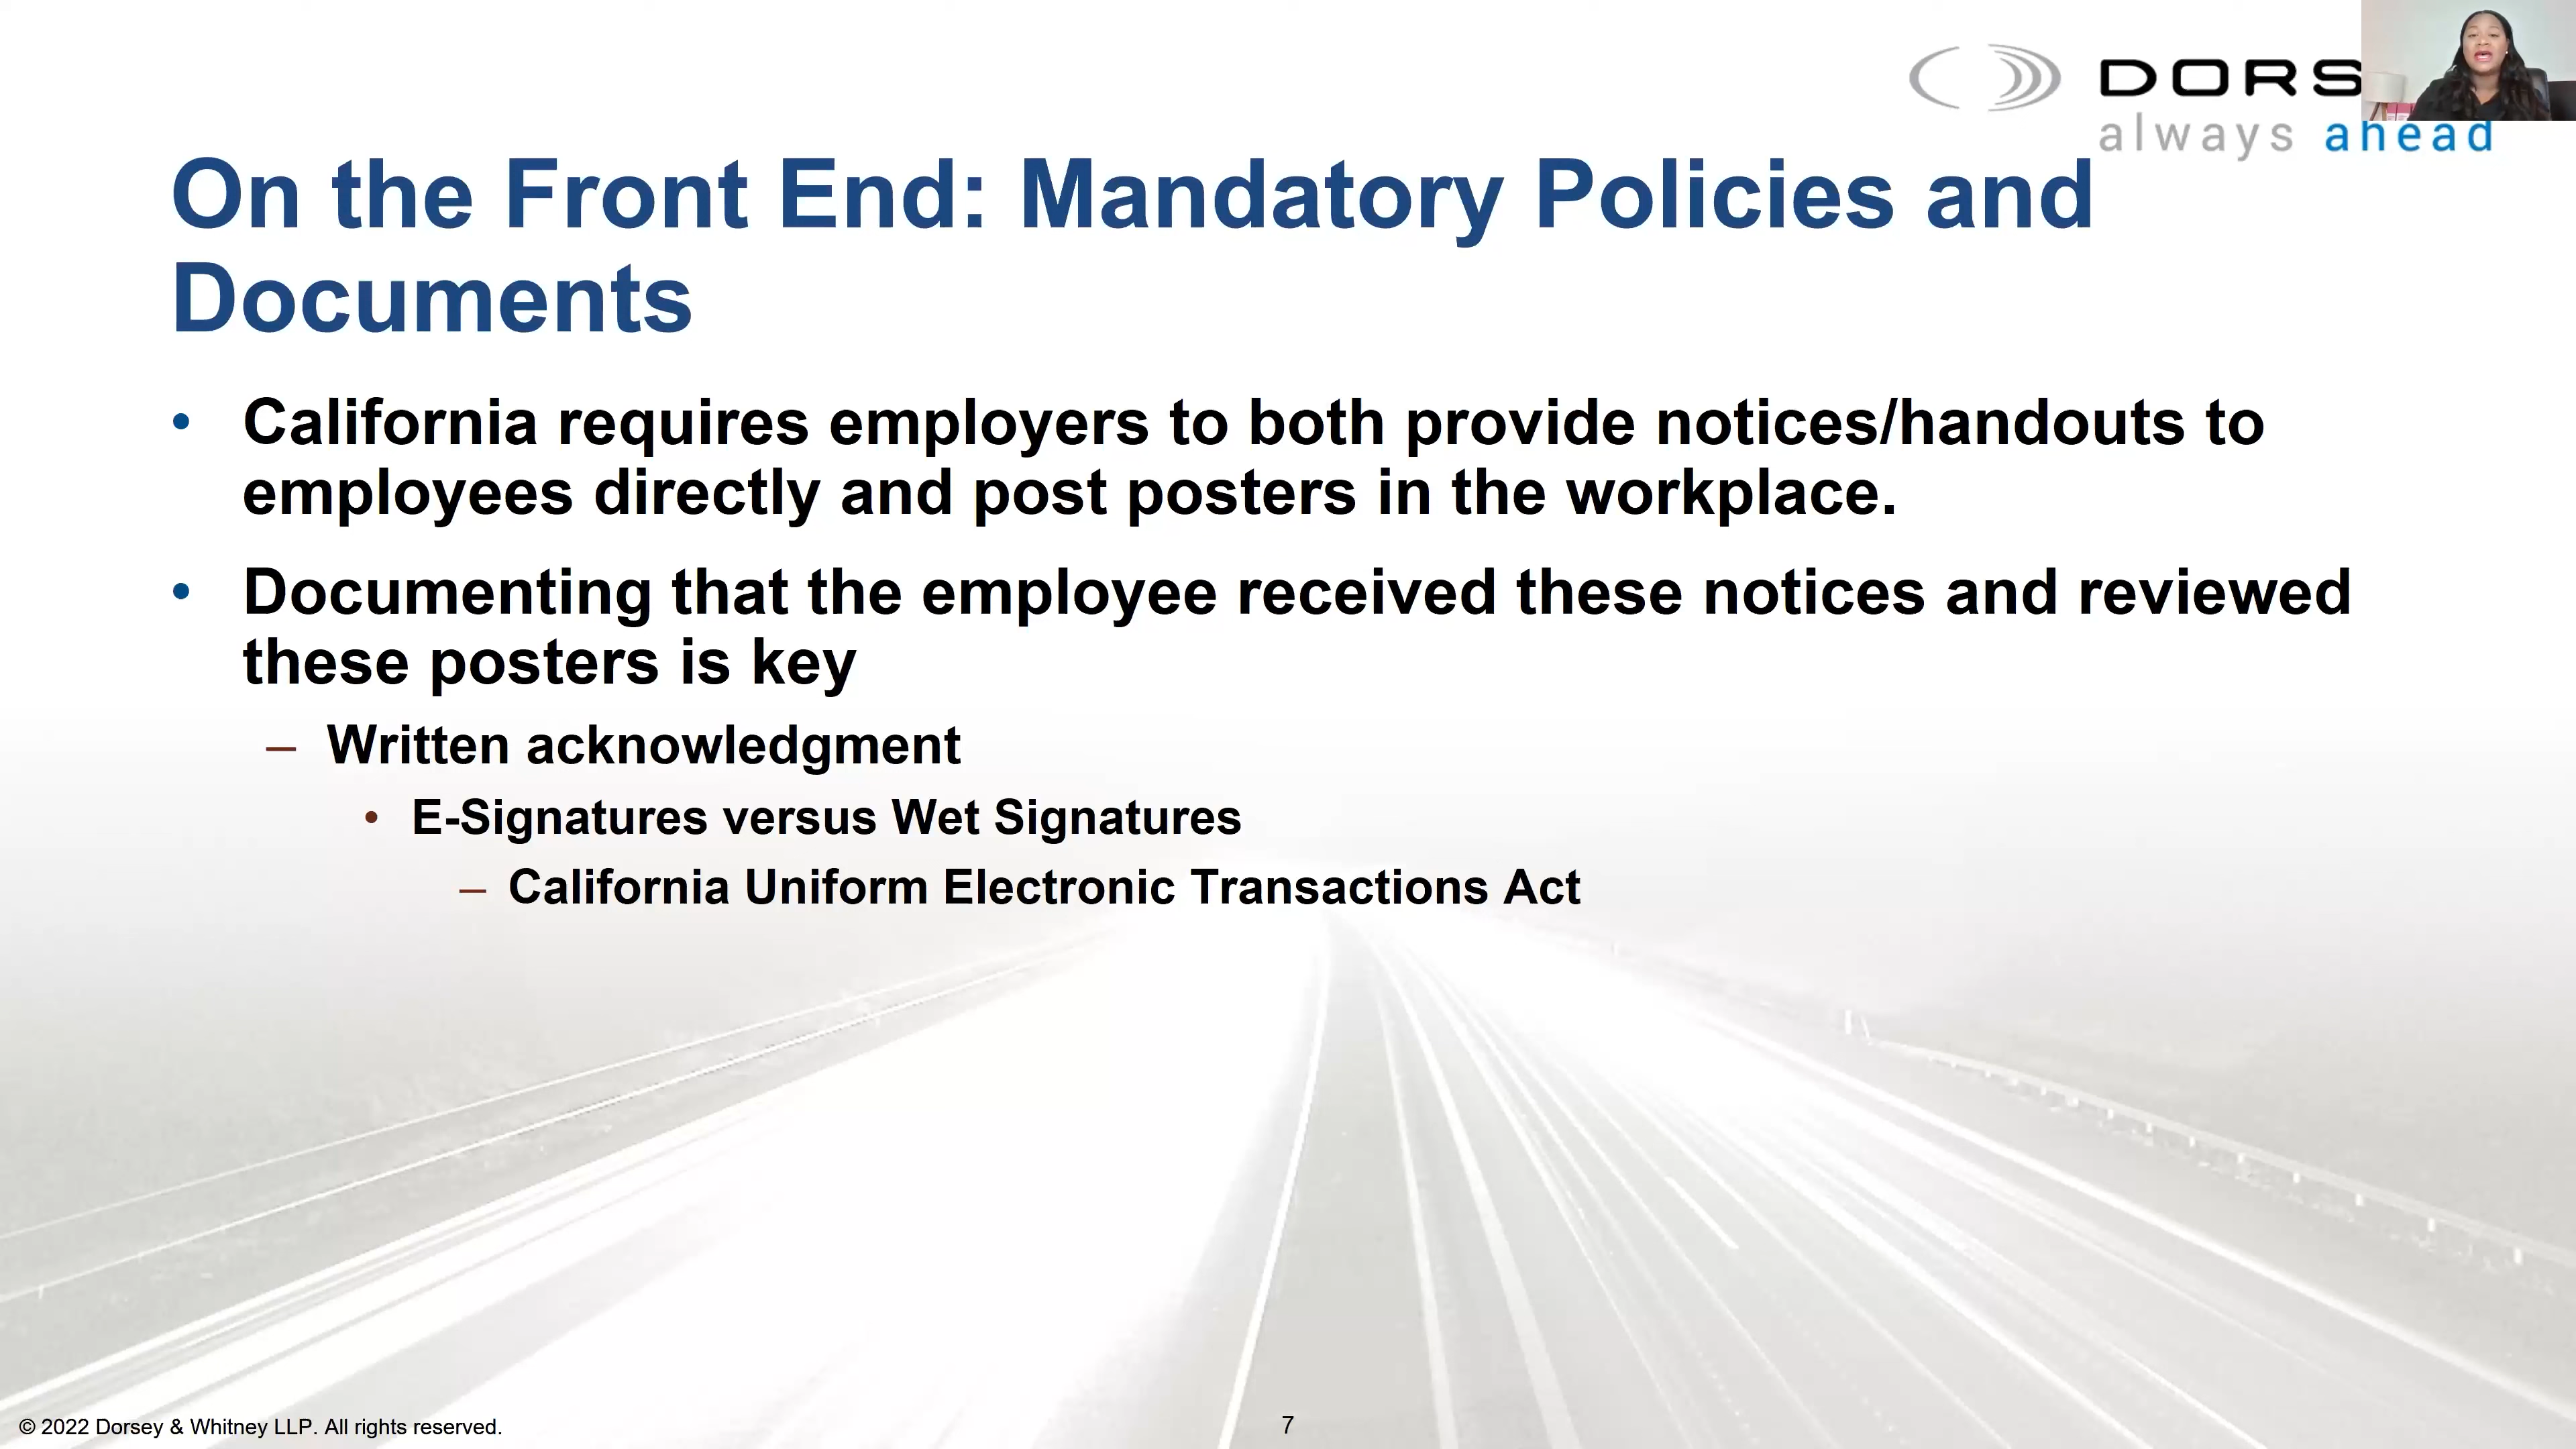 DORS
always ahead
On the Front End: Mandatory Policies and
Documents
• California requires employers to both provide notices/handouts to
employees directly and post posters in the workplace.
• Documenting that the employee received these notices and reviewed
these posters is key
– Written acknowledgment
• E-Signatures versus Wet Signatures
– California Uniform Electronic Transactions Act
© 2022 Dorsey & Whitney LLP. All rights reserved.
7